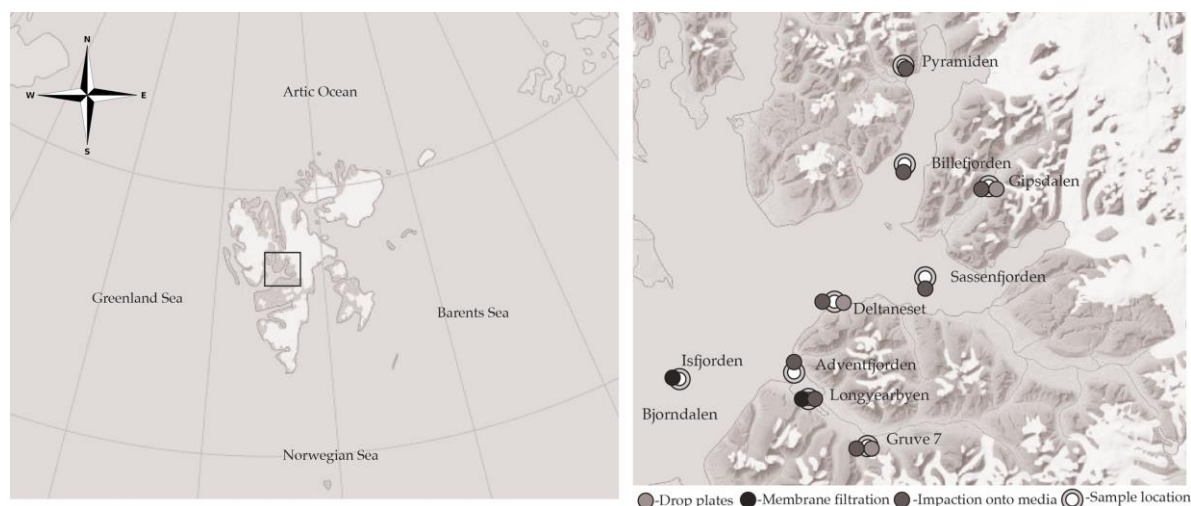 N
W E
S
Artic Ocean
Greenland Sea
Barents Sea
Norwegian Sea
Pyramiden
Billefjorden
Gipsdalen
Sassenfjorden
Deltaneset
Isfjorden
Adventfjorden
Bjorndalen
Longyearbyen
Gruve 7
-Drop plates -Membrane filtration -Impaction onto media -Sample location